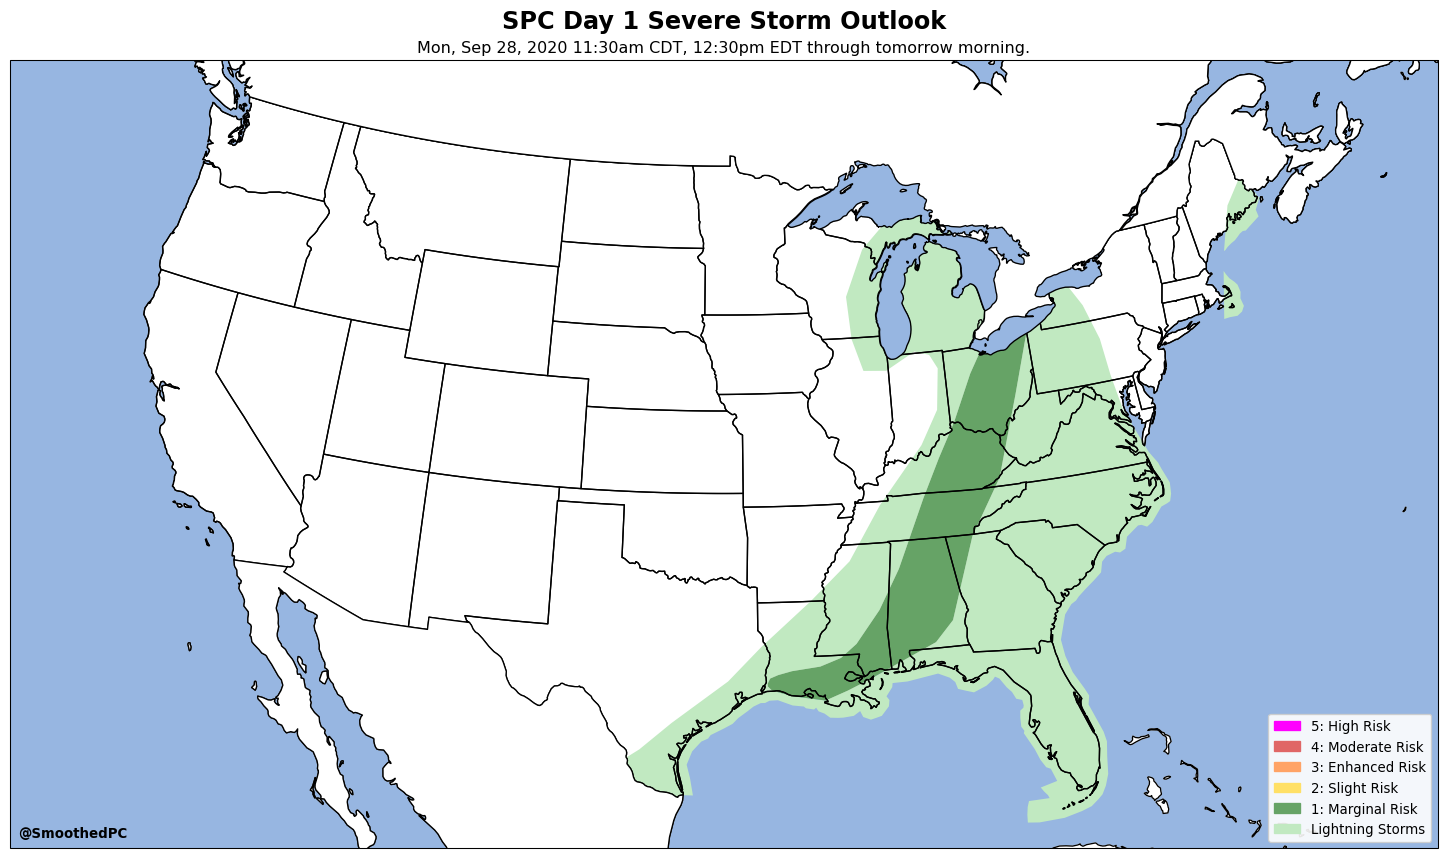 SPC Day 1 Severe Storm Outlook
Mon, Sep 28, 2020 11:30am CDT, 12:30pm EDT through tomorrow morning.
5: High Risk
4: Moderate Risk
3: Enhanced Risk
2: Slight Risk
1: Marginal Risk
Lightning Storms
@SmoothedPC